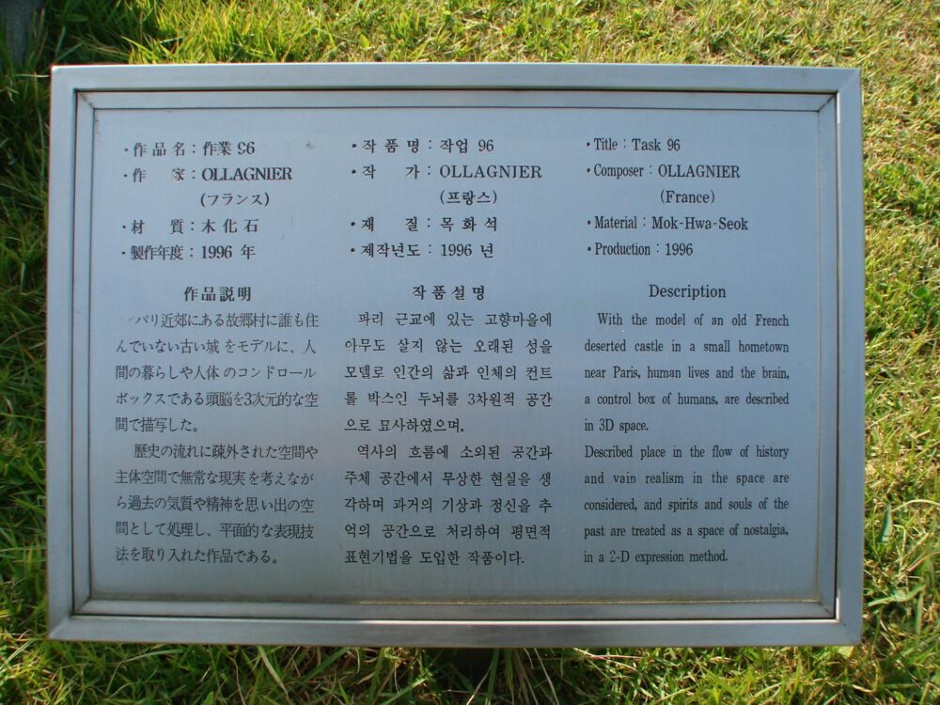 ・作品名：作業 96
・作　家：OLLAGNIER
(フランス)
・材　質：木化石
・製作年度：1996 年
作品説明
パリ近郊にある故郷村に誰も住
んでいない古い城をモデルに、人
間の暮らしや人体のコンドロール
ボックスである頭脳を3次元的な空
間で描写した。
歴史の流れに疎外された空間や
主体空間で無常な現実を考えなが
ら過去の気質や精神を思い出の空
間として処理し、平面的な表現技
法を取り入れた作品である。
・작 품 명 : 작업 96
・작　가 : OLLAGNIER
(프랑스)
・재　질 : 목 화 석
・제작년도 : 1996 년
작품설명
파리 근교에 있는 고향마을에
아무도 살지 않는 오래된 성을
모델로 인간의 삶과 인체의 컨트
롤 박스인 두뇌를 3차원적 공간
으로 묘사하였으며,
역사의 흐름에 소외된 공간과
주체 공간에서 무상한 현실을 생
각하며 과거의 기상과 정신을 추
억의 공간으로 처리하여 평면적
표현기법을 도입한 작품이다.
・Title : Task 96
・Composer : OLLAGNIER
(France)
・Material : Mok-Hwa-Seok
・Production : 1996
Description
With the model of an old French
deserted castle in a small hometown
near Paris, human lives and the brain,
a control box of humans, are described
in 3D space.
Described place in the flow of history
and vain realism in the space are
considered, and spirits and souls of the
past are treated as a space of nostalgia,
in a 2-D expression method.